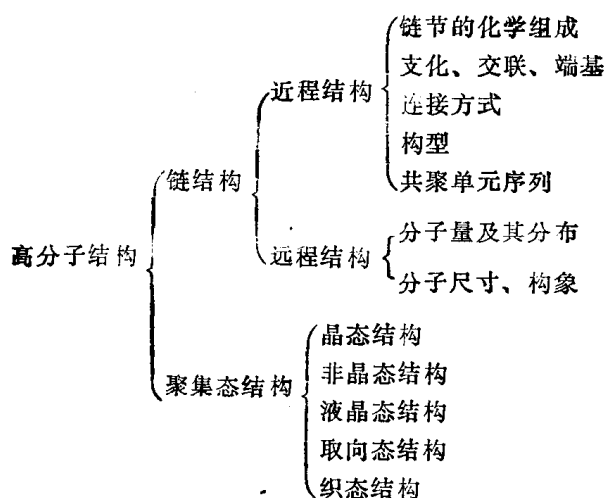 链节的化学组成
支化、交联、端基
近程结构
连接方式
构型
链结构
共聚单元序列
分子量及其分布
高分子结构
远程结构
分子尺寸、构象
晶态结构
非晶态结构
聚集态结构
液晶态结构
取向态结构
织态结构